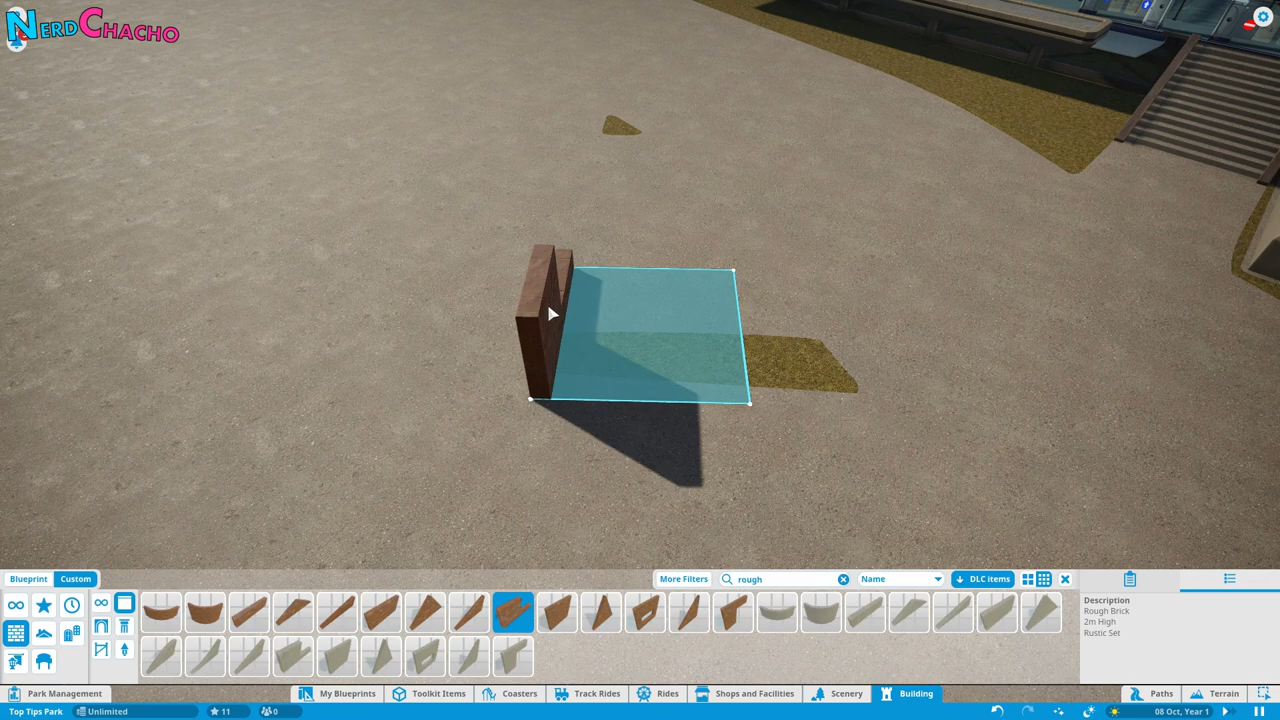 NERDCHACHO
Blueprint
Custom
More Filters
rough
Name
DLC items
Description
Rough Brick
2m High
Rustic Set
Park Management
My Blueprints
Toolkit Items
Coasters
Track Rides
Rides
Shops and Facilities
Scenery
Building
Paths
Terrain
Top Tips Park
Unlimited
11
0
08 Oct, Year 1